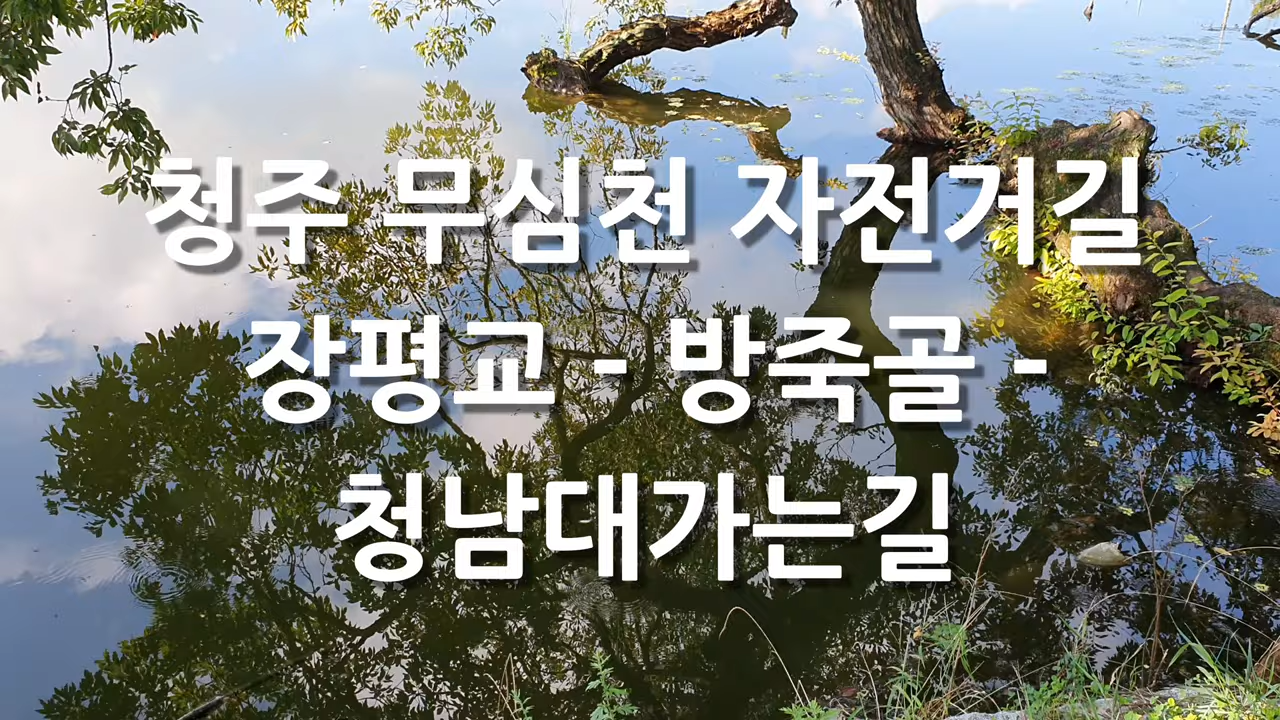 청주 무심천 자전거길
장평교 - 방죽골 -
청남대가는길